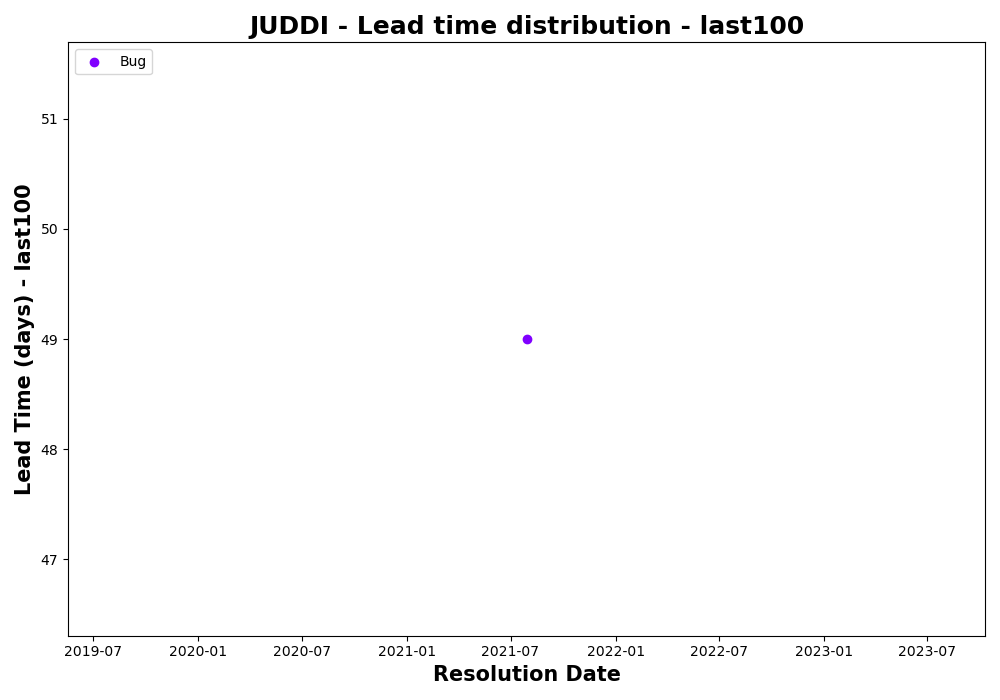 JUDDI - Lead time distribution - last100
Bug
51
50
49
48
47
Lead Time (days) - last100
2019-07 2020-01 2020-07 2021-01 2021-07 2022-01 2022-07 2023-01 2023-07
Resolution Date